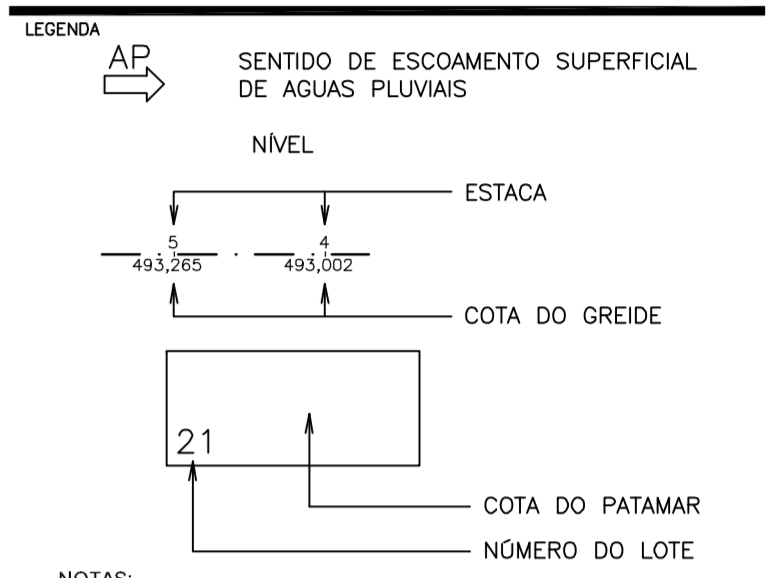 LEGENDA
AP
SENTIDO DE ESCOAMENTO SUPERFICIAL
DE AGUAS PLUVIAIS
NÍVEL
ESTACA
5 4
493,265 493,002
COTA DO GREIDE
21
COTA DO PATAMAR
NÚMERO DO LOTE
NOTAS: